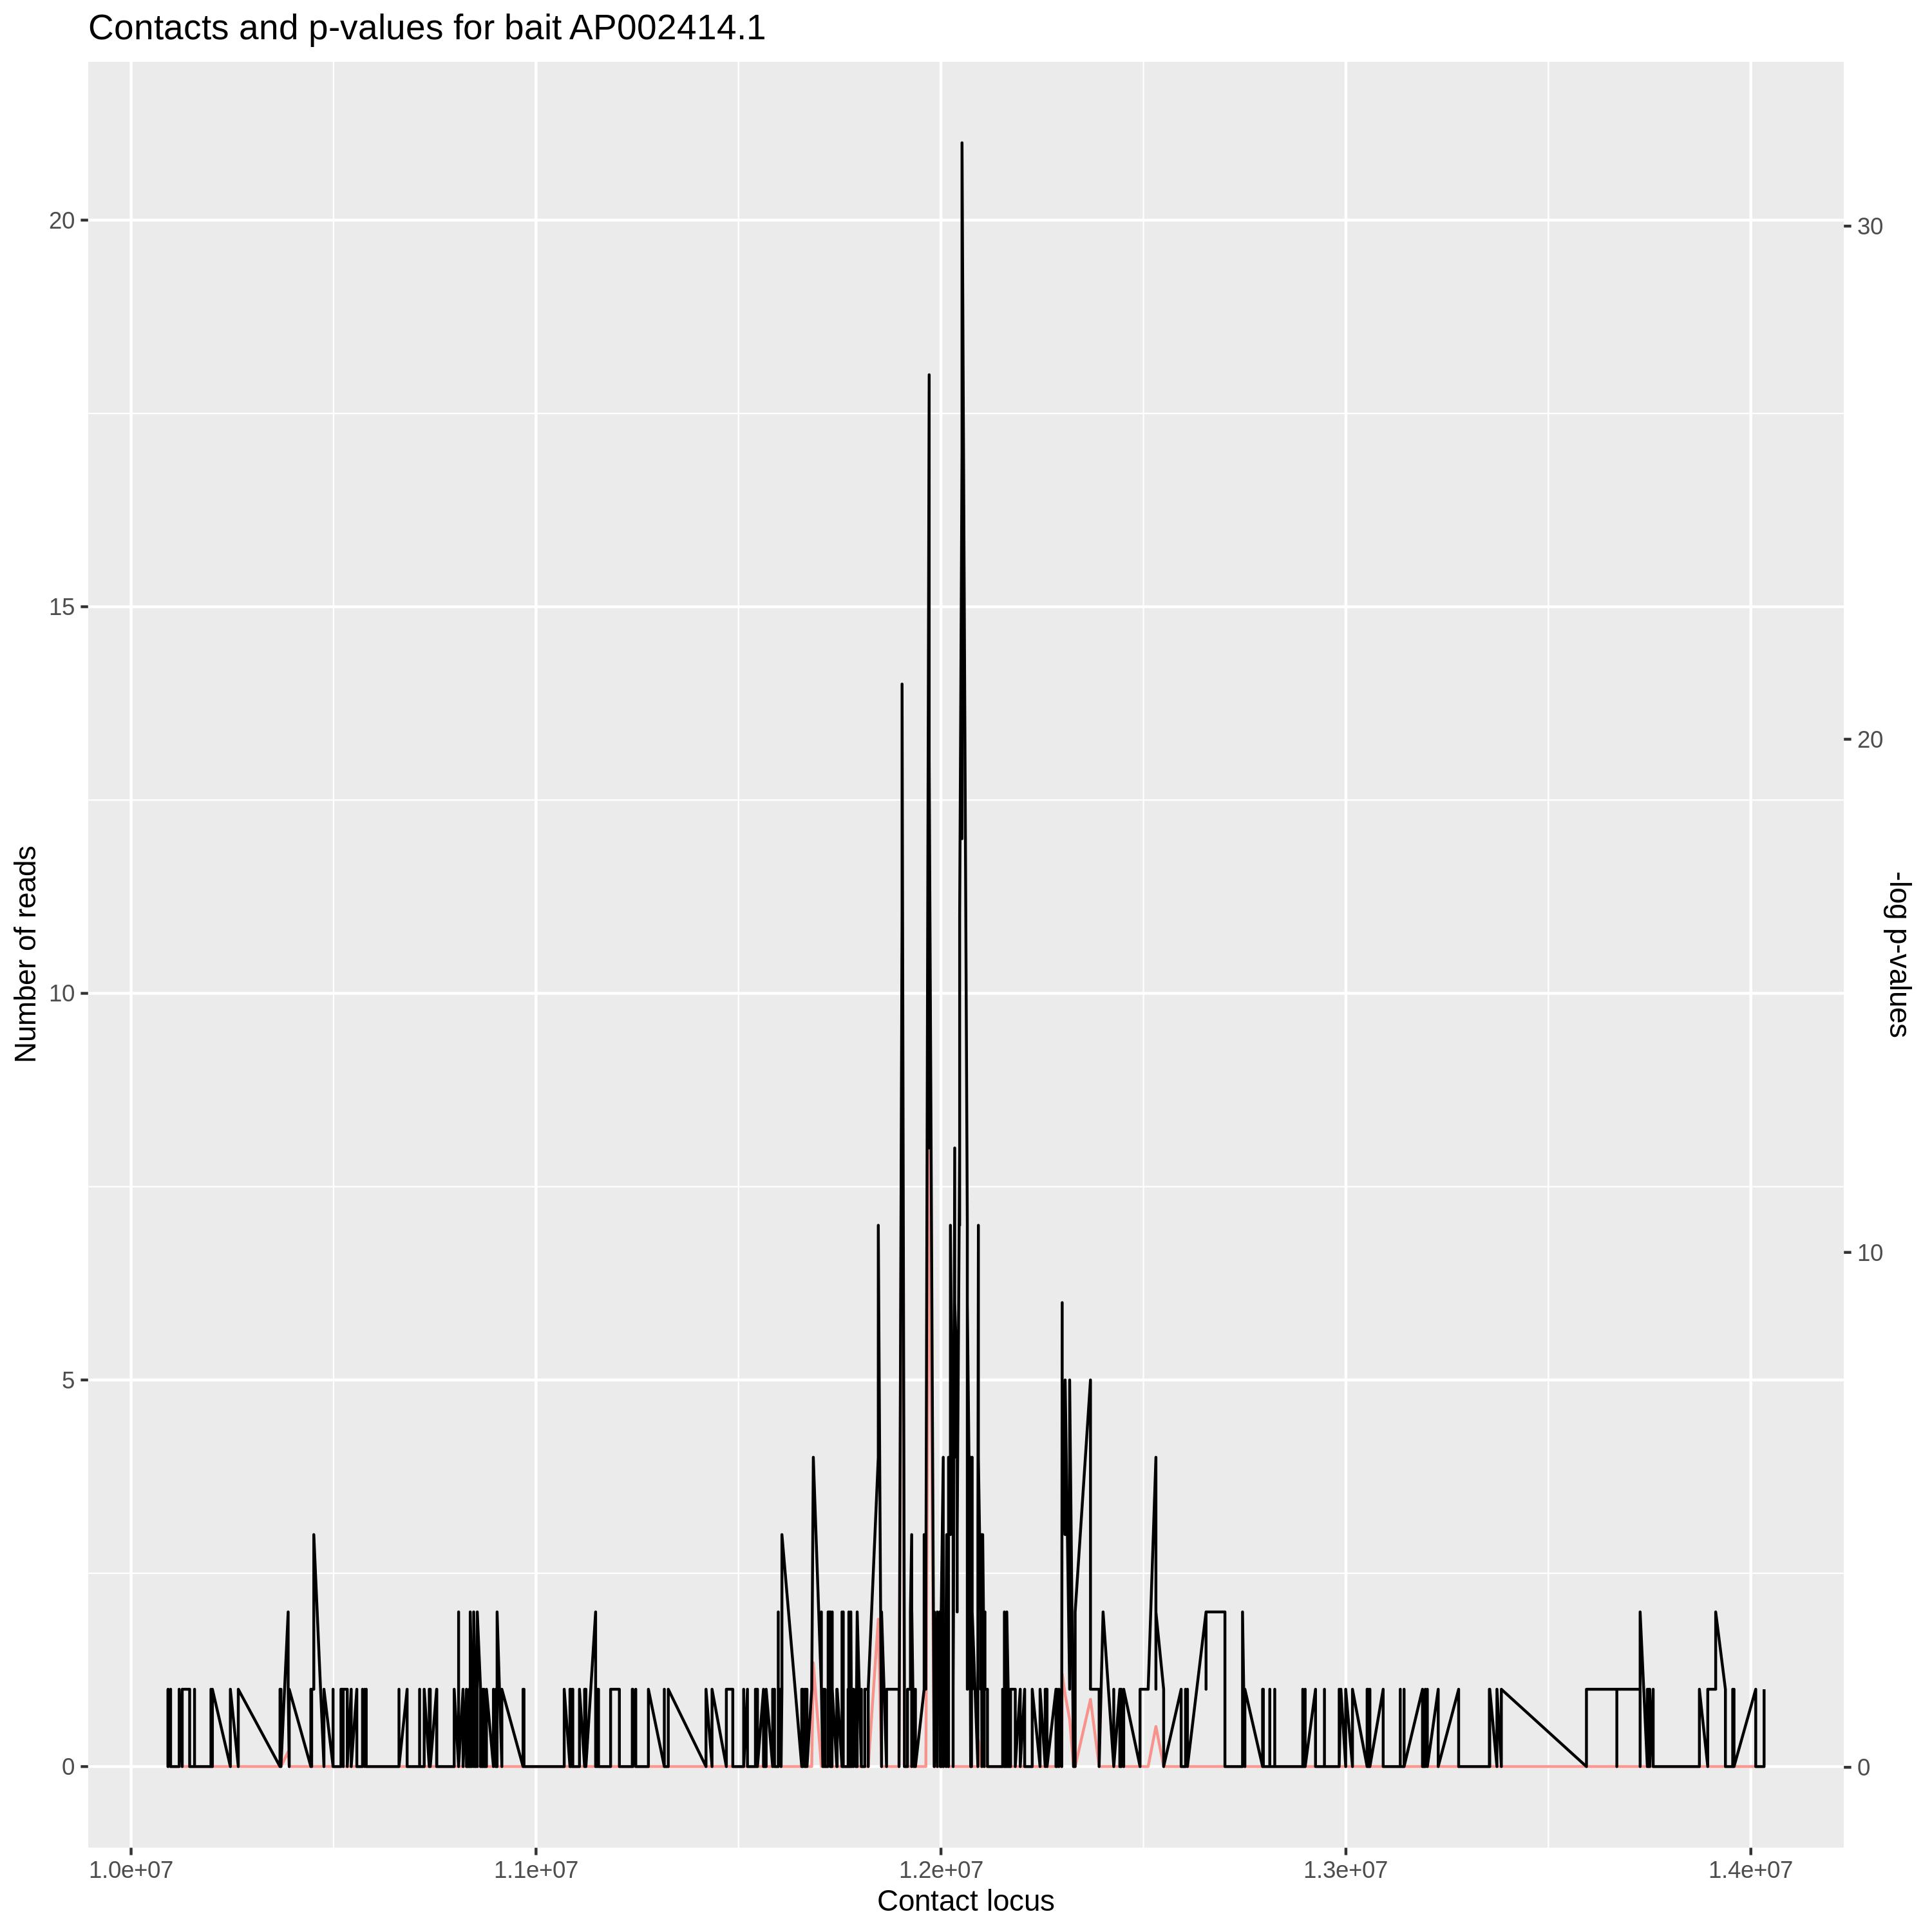 Contacts and p-values for bait AP002414.1
20
15
10
5
0
30
20
10
0
Number of reads
-log p-values
1.0e+07
1.1e+07
1.2e+07
1.3e+07
1.4e+07
Contact locus